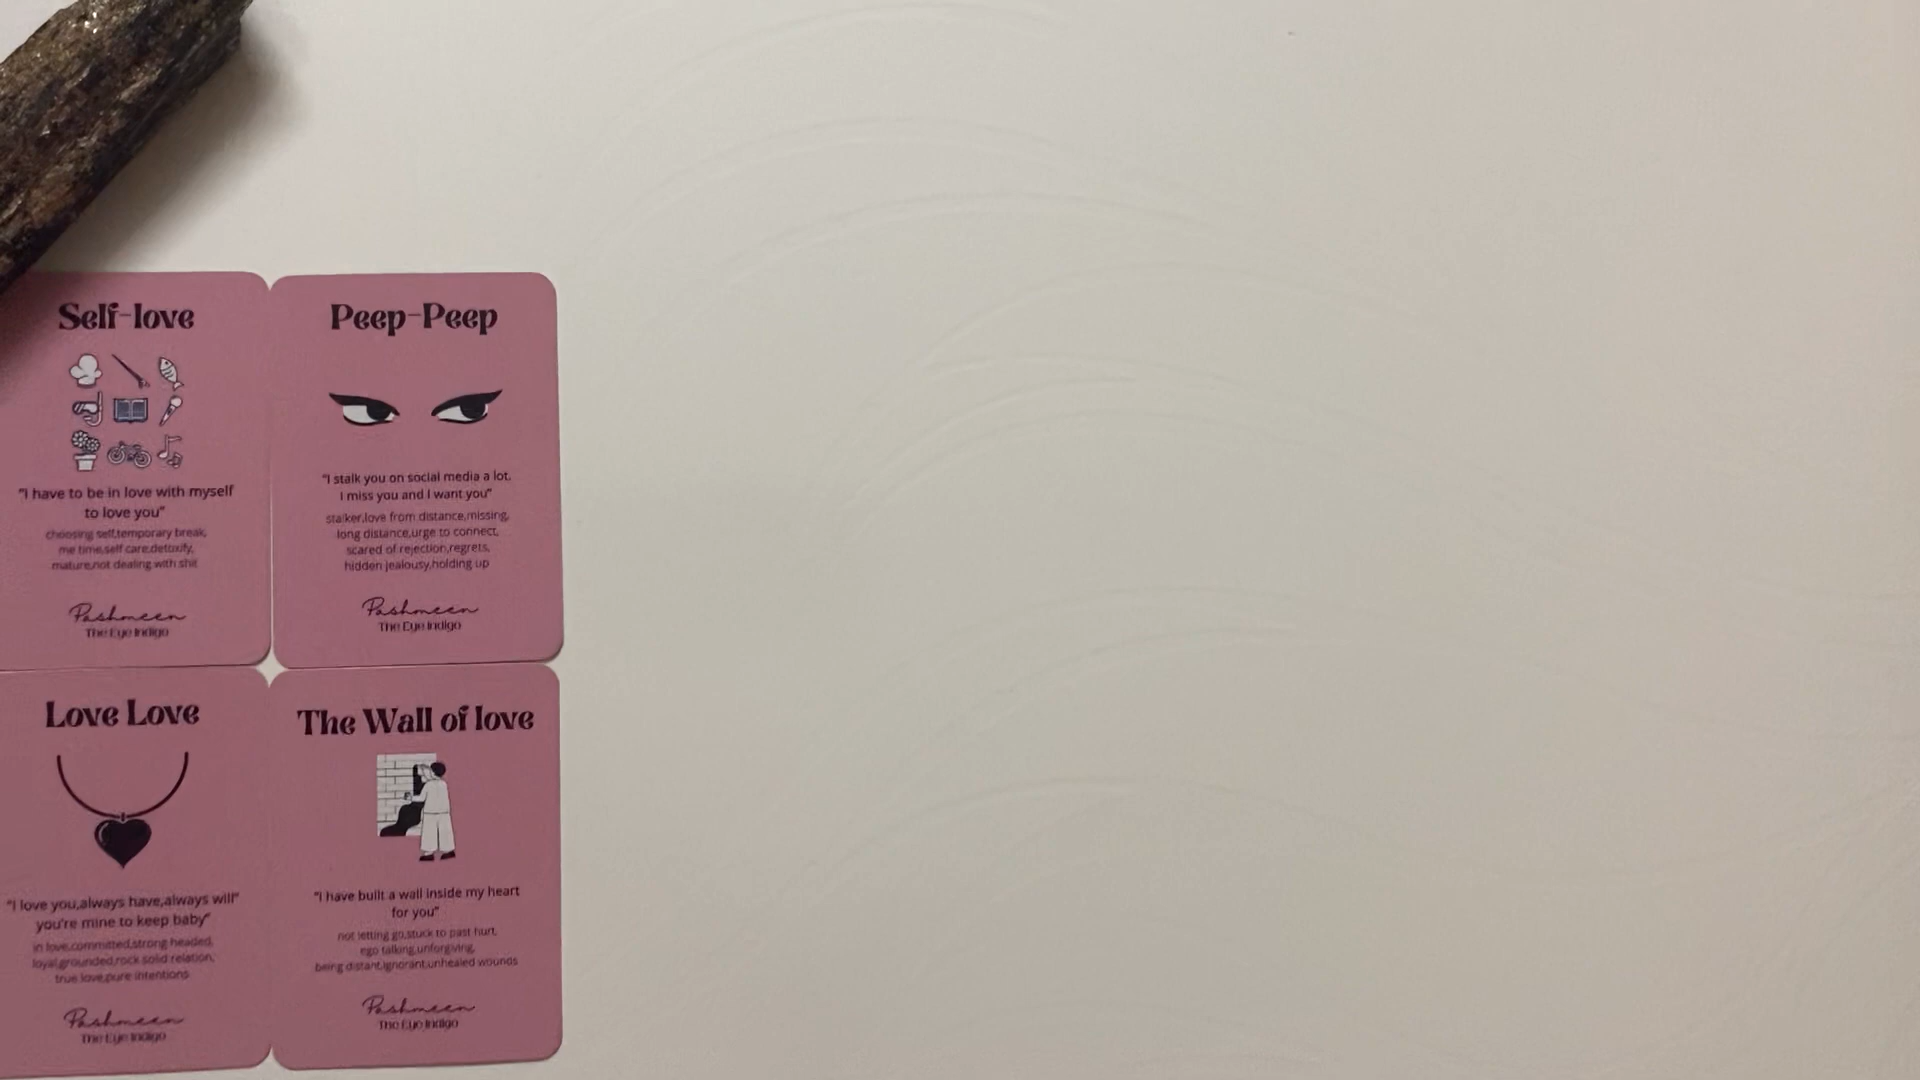 Self-love
"I have to be in love with myself
to love you"
choosing self,temporary break,
me time,self care,detoxify,
mature,not dealing with shit
Pashmeen
The Eye Indigo
Peep-Peep
"I stalk you on social media a lot.
I miss you and I want you"
stalker,love from distance,missing,
long distance,urge to connect,
scared of rejection,regrets,
hidden jealousy,holding up
Pashmeen
The Eye Indigo
Love Love
"I love you,always have,always will"
you're mine to keep baby"
in love,committed,strong headed,
loyal,grounded,rock solid relation,
true love,pure intentions
Pashmeen
The Eye Indigo
The Wall of love
"I have built a wall inside my heart
for you"
not letting go,stuck to past hurt,
ego talking,unforgiving,
being distant,ignorant,unhealed wounds
Pashmeen
The Eye Indigo